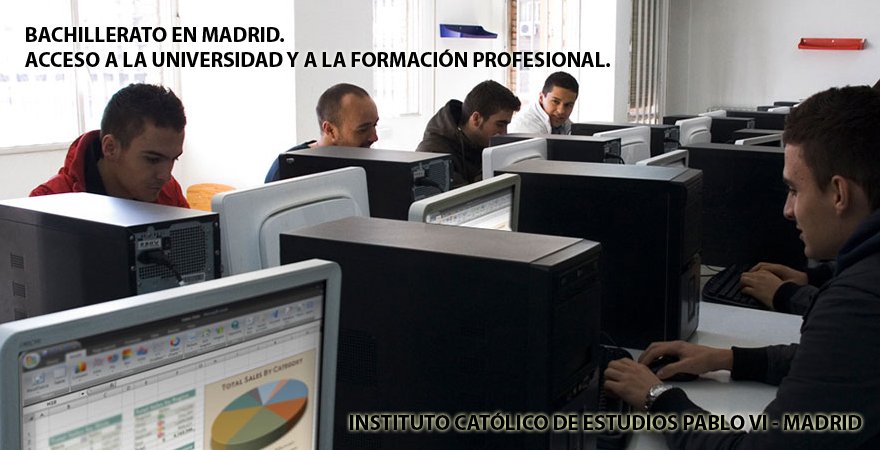 BACHILLERATO EN MADRID.
ACCESO A LA UNIVERSIDAD Y A LA FORMACIÓN PROFESIONAL.
TOTAL SALES BY CATEGORY
INSTITUTO CATÓLICO DE ESTUDIOS PABLO VI - MADRID